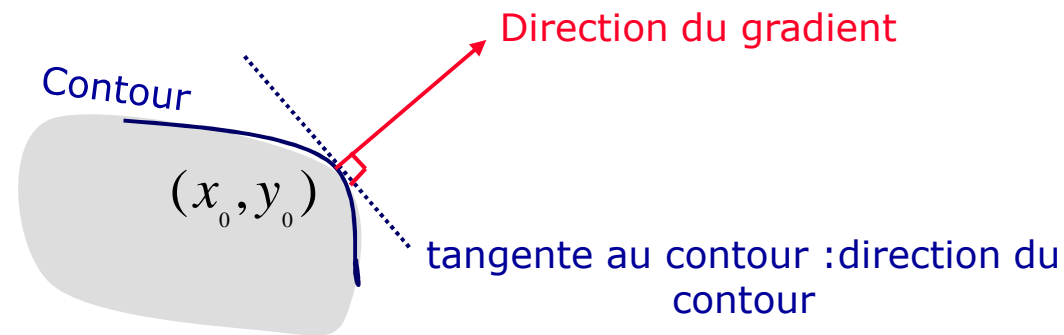 Direction du gradient
Contour
(x₀,y₀)
tangente au contour :direction du
contour